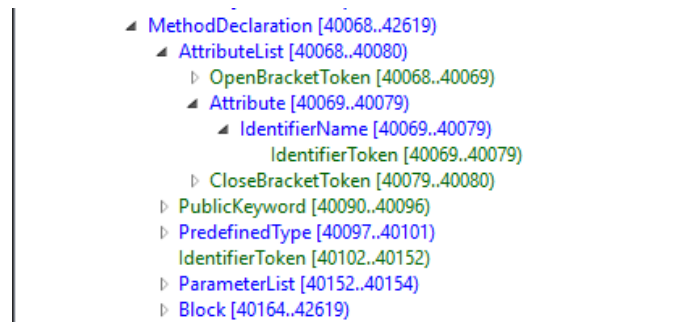 MethodDeclaration [40068..42619)
AttributeList [40068..40080)
OpenBracketToken [40068..40069)
Attribute [40069..40079)
IdentifierName [40069..40079)
IdentifierToken [40069..40079)
CloseBracketToken [40079..40080)
PublicKeyword [40090..40096)
PredefinedType [40097..40101)
IdentifierToken [40102..40152)
ParameterList [40152..40154)
Block [40164..42619)